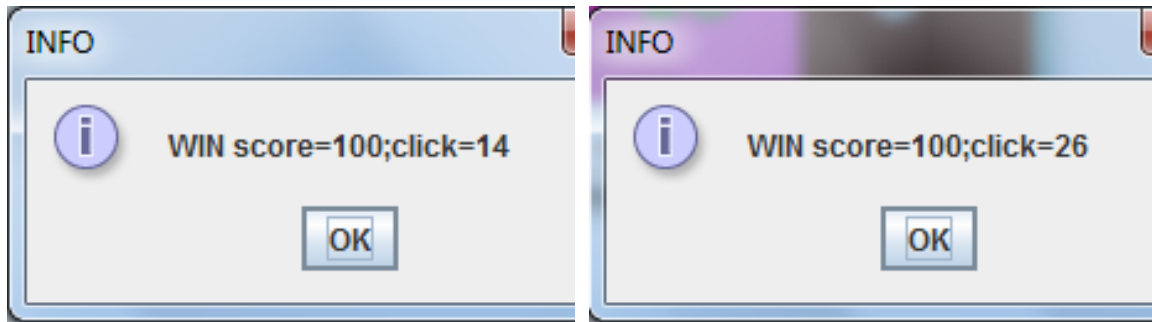 INFO
WIN score=100;click=14
OK
INFO
WIN score=100;click=26
OK